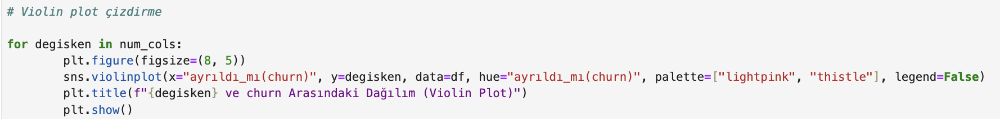 # Violin plot çizdirme
for degisken in num_cols:
plt.figure(figsize=(8, 5))
sns.violinplot(x="ayrıldı_mı(churn)", y=degisken, data=df, hue="ayrıldı_mı(churn)", palette=["lightpink", "thistle"], legend=False)
plt.title(f"{degisken} ve churn Arasındaki Dağılım (Violin Plot)")
plt.show()